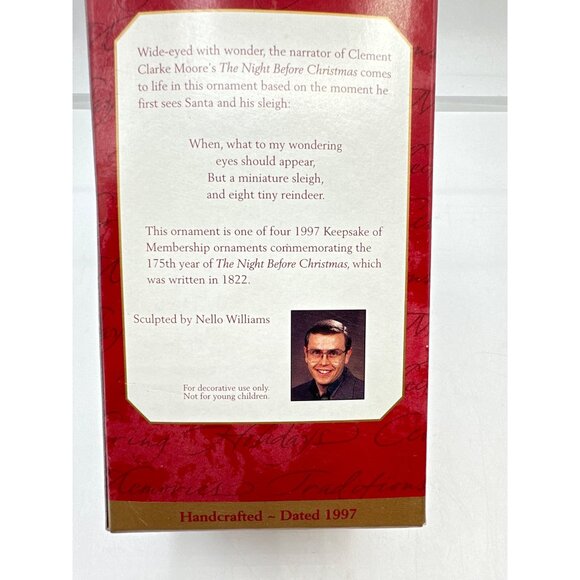 Wide-eyed with wonder, the narrator of Clement
Clarke Moore's The Night Before Christmas comes
to life in this ornament based on the moment he
first sees Santa and his sleigh:
When, what to my wondering
eyes should appear,
But a miniature sleigh,
and eight tiny reindeer.
This ornament is one of four 1997 Keepsake of
Membership ornaments commemorating the
175th year of The Night Before Christmas, which
was written in 1822.
Sculpted by Nello Williams
For decorative use only.
Not for young children.
Memories
Traditions
Handcrafted ~ Dated 1997